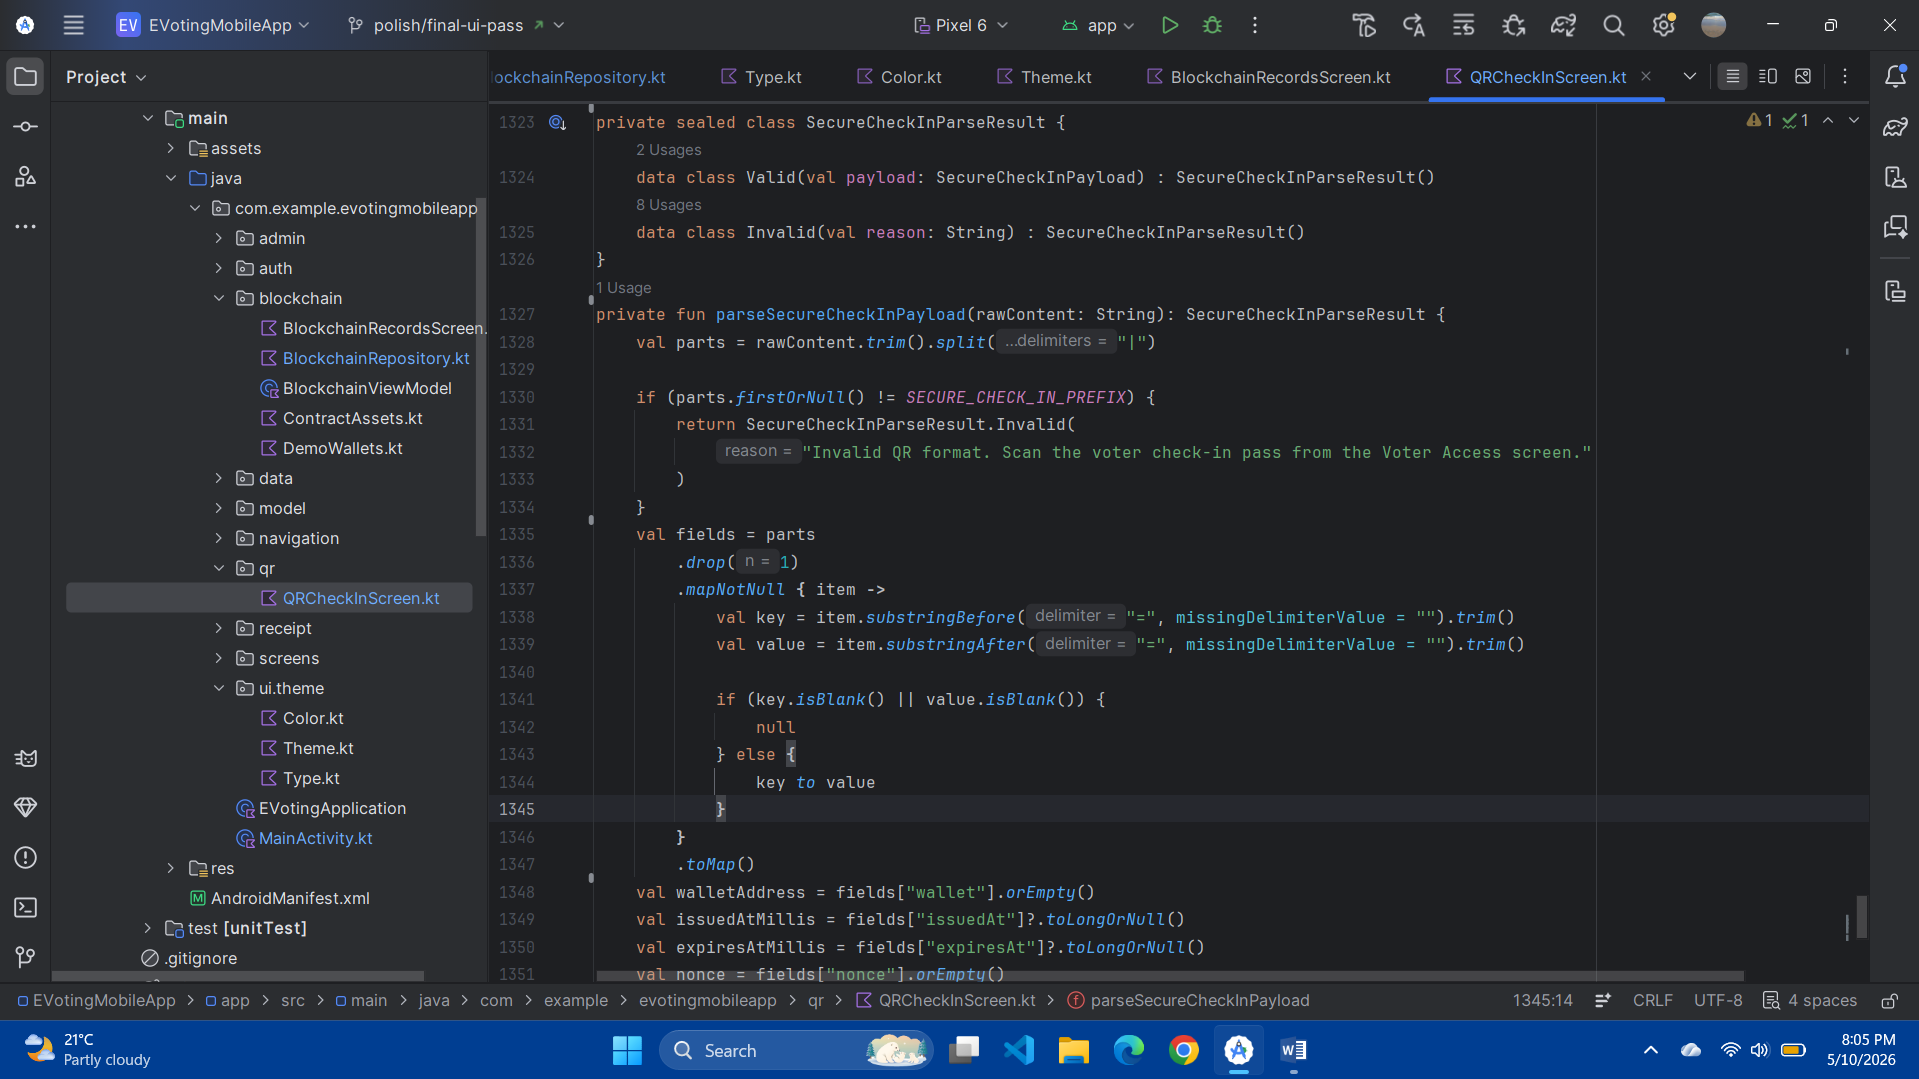 EV EVotingMobileApp polish/final-ui-pass Pixel 6 app
Project
ockchainRepository.kt Type.kt Color.kt Theme.kt BlockchainRecordsScreen.kt QRCheckInScreen.kt
main
assets
java
com.example.evotingmobileapp
admin
auth
blockchain
BlockchainRecordsScreen.
BlockchainRepository.kt
BlockchainViewModel
ContractAssets.kt
DemoWallets.kt
data
model
navigation
qr
QRCheckInScreen.kt
receipt
screens
ui.theme
Color.kt
Theme.kt
Type.kt
EVotingApplication
MainActivity.kt
res
AndroidManifest.xml
test [unitTest]
.gitignore
1 1
1323 private sealed class SecureCheckInParseResult {
2 Usages
1324 data class Valid(val payload: SecureCheckInPayload) : SecureCheckInParseResult()
8 Usages
1325 data class Invalid(val reason: String) : SecureCheckInParseResult()
1326 }
1 Usage
1327 private fun parseSecureCheckInPayload(rawContent: String): SecureCheckInParseResult {
1328 val parts = rawContent.trim().split( ...delimiters = "|")
1329
1330 if (parts.firstOrNull() != SECURE_CHECK_IN_PREFIX) {
1331 return SecureCheckInParseResult.Invalid(
1332 reason = "Invalid QR format. Scan the voter check-in pass from the Voter Access screen."
1333 )
1334 }
1335 val fields = parts
1336 .drop( n = 1)
1337 .mapNotNull { item ->
1338 val key = item.substringBefore( delimiter = "=", missingDelimiterValue = "").trim()
1339 val value = item.substringAfter( delimiter = "=", missingDelimiterValue = "").trim()
1340
1341 if (key.isBlank() || value.isBlank()) {
1342 null
1343 } else {
1344 key to value
1345 }
1346 }
1347 .toMap()
1348 val walletAddress = fields["wallet"].orEmpty()
1349 val issuedAtMillis = fields["issuedAt"]?.toLongOrNull()
1350 val expiresAtMillis = fields["expiresAt"]?.toLongOrNull()
1351 val nonce = fields["nonce"].orEmpty()
EVotingMobileApp > app > src > main > java > com > example > evotingmobileapp > qr > QRCheckInScreen.kt > parseSecureCheckInPayload 1345:14 CRLF UTF-8 4 spaces
21°C
Partly cloudy
Search
8:05 PM
5/10/2026